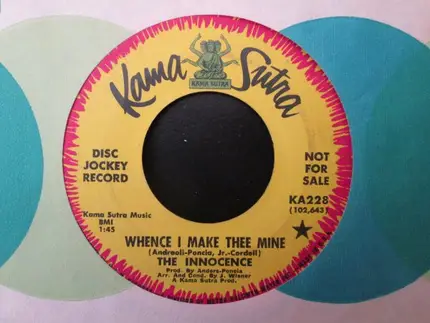 Kama Sutra
KAMA SUTRA
DISC
JOCKEY
RECORD
NOT
FOR
SALE
KA228
(102,643)
Kama Sutra Music
BMI
1:45
WHENCE I MAKE THEE MINE
(Andreoli-Poncia, Jr.-Cordell)
THE INNOCENCE
Prod. By Anders-Poncia
Arr. And Cond. By J. Wisner
A Kama Sutra Prod.